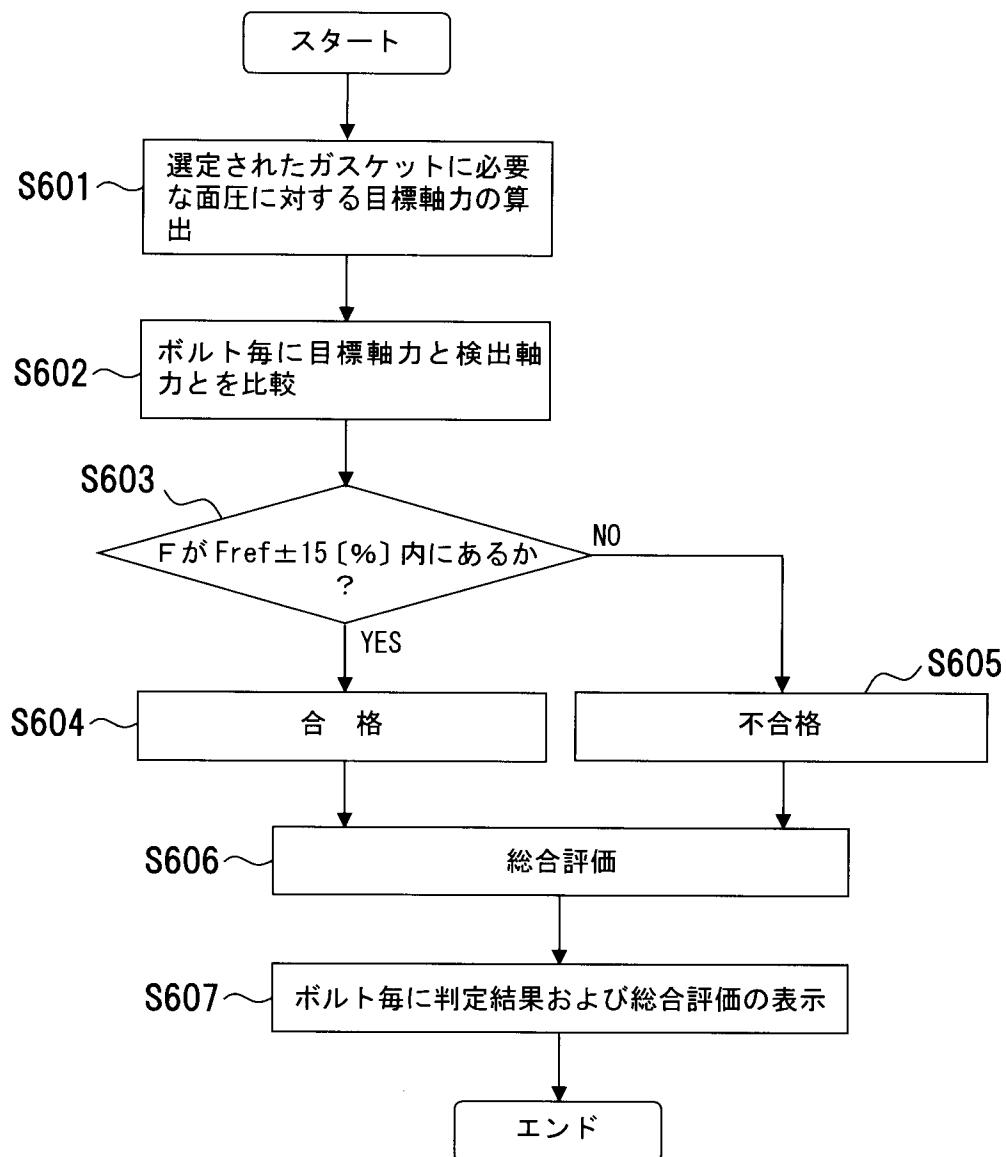 スタート
S601
選定されたガスケットに必要
な面圧に対する目標軸力の算
出
S602
ボルト毎に目標軸力と検出軸
力とを比較
S603
FがFref±15〔%〕内にあるか
?
NO
YES
S604
合 格
S605
不合格
S606
総合評価
S607
ボルト毎に判定結果および総合評価の表示
エンド